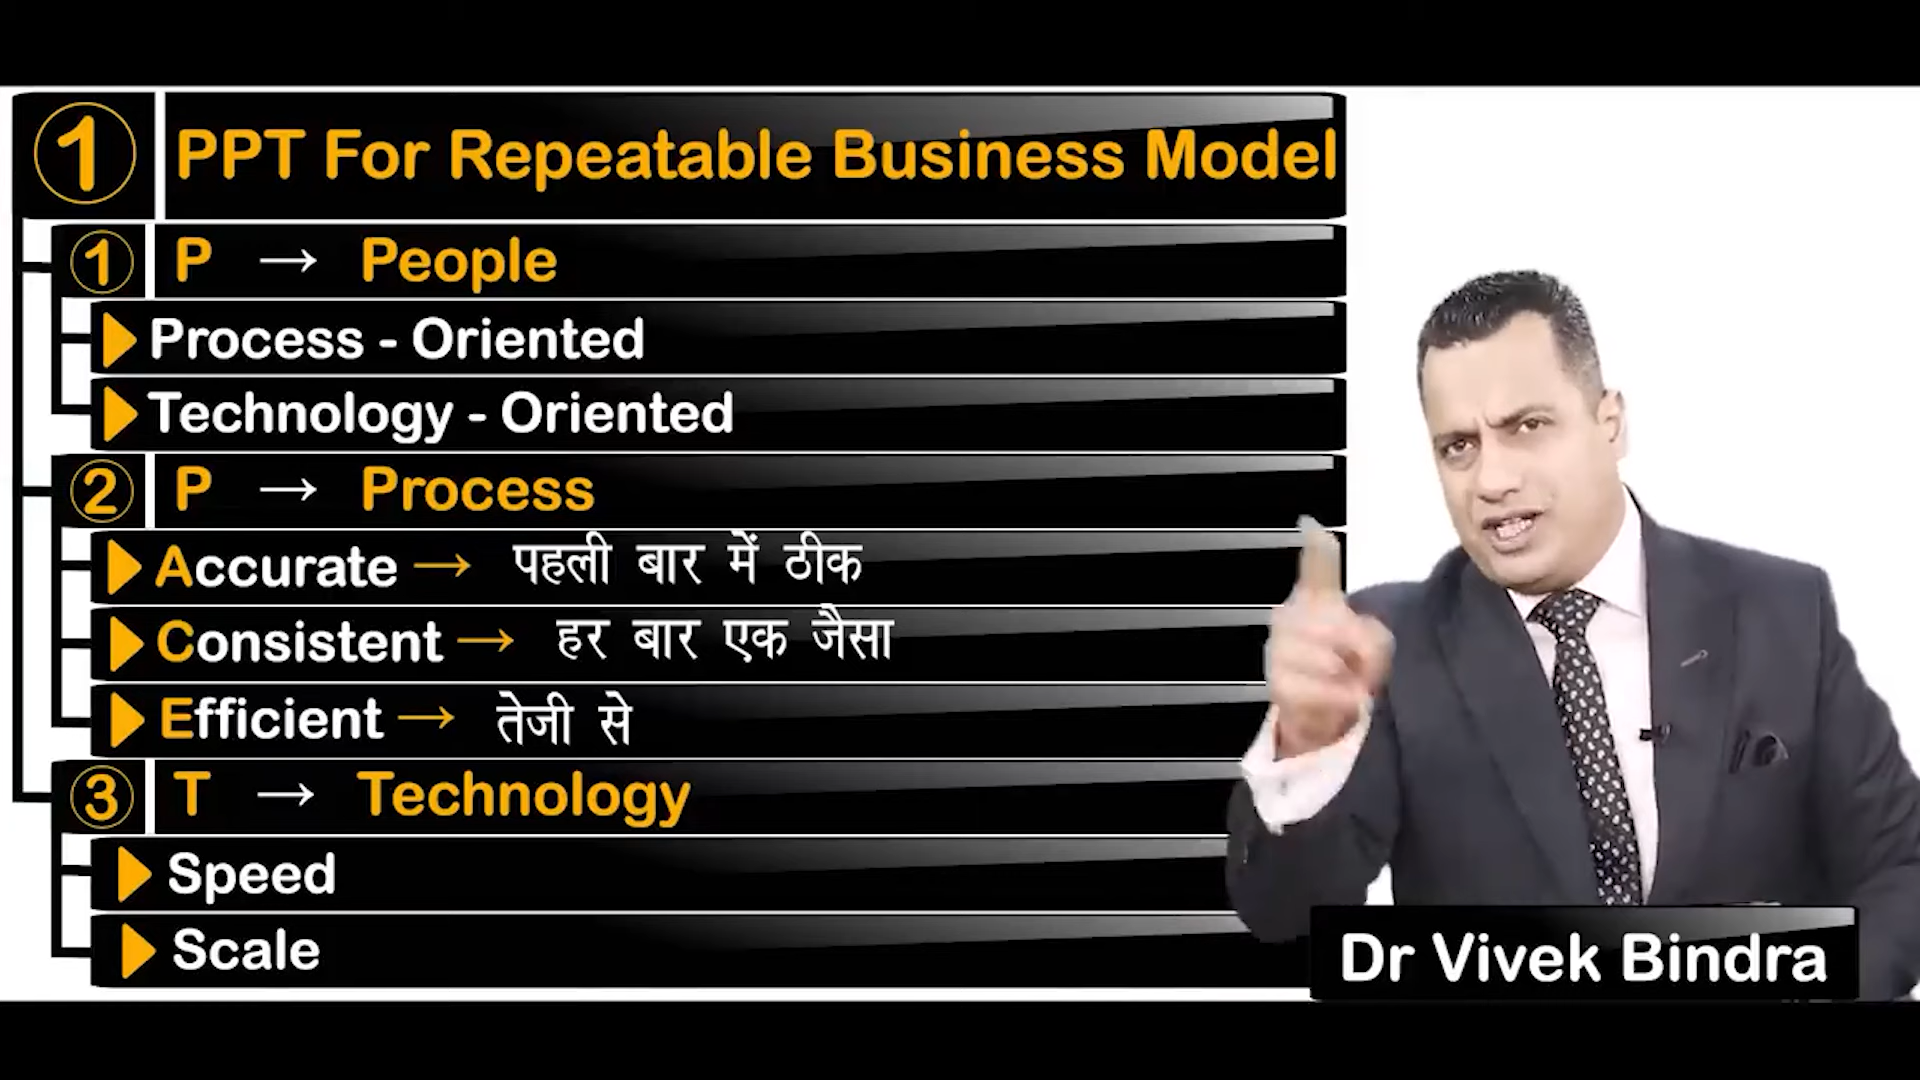 1 PPT For Repeatable Business Model
1 P → People
Process - Oriented
Technology - Oriented
2 P → Process
Accurate → पहली बार में ठीक
Consistent → हर बार एक जैसा
Efficient → तेजी से
3 T → Technology
Speed
Scale
Dr Vivek Bindra